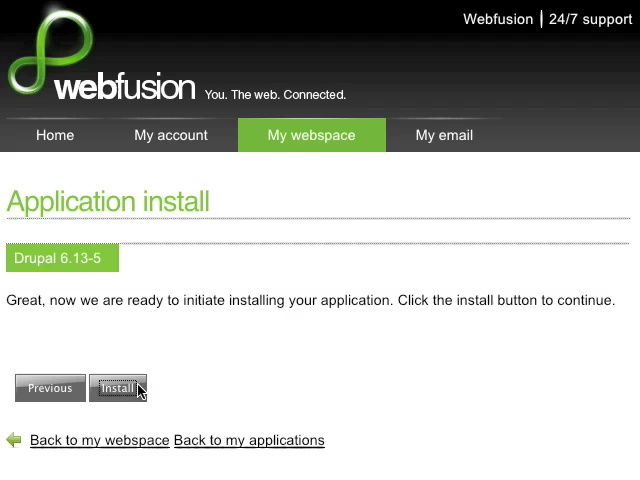 Webfusion | 24/7 support
webfusion You. The web. Connected.
Home My account My webspace My email
Application install
Drupal 6.13-5
Great, now we are ready to initiate installing your application. Click the install button to continue.
Previous Install
Back to my webspace Back to my applications